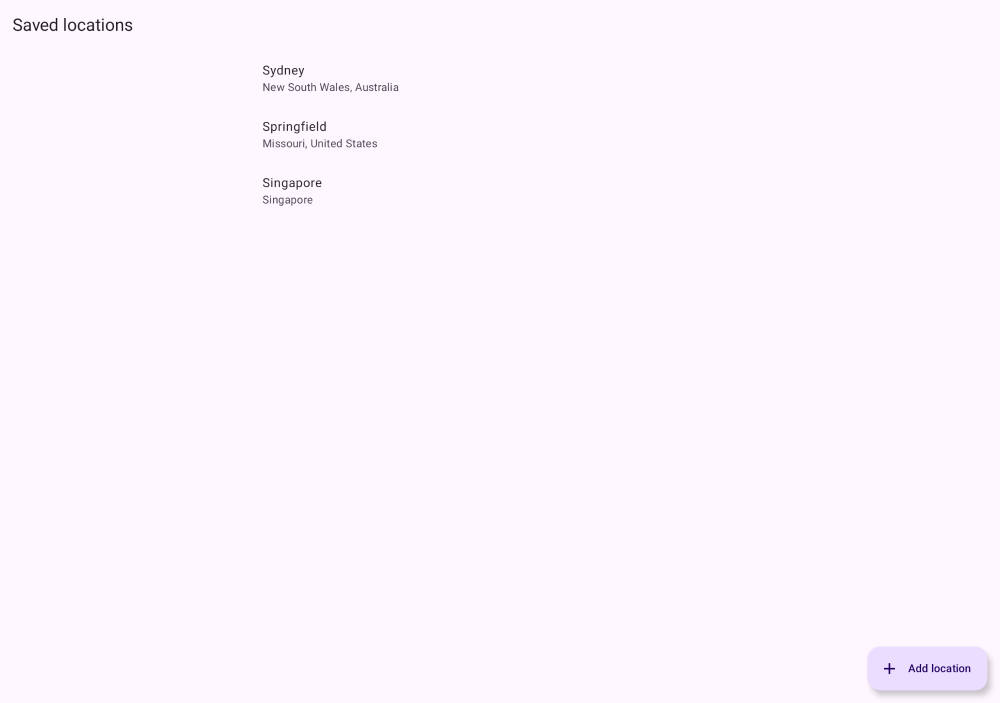 Saved locations
Sydney
New South Wales, Australia
Springfield
Missouri, United States
Singapore
Singapore
Add location